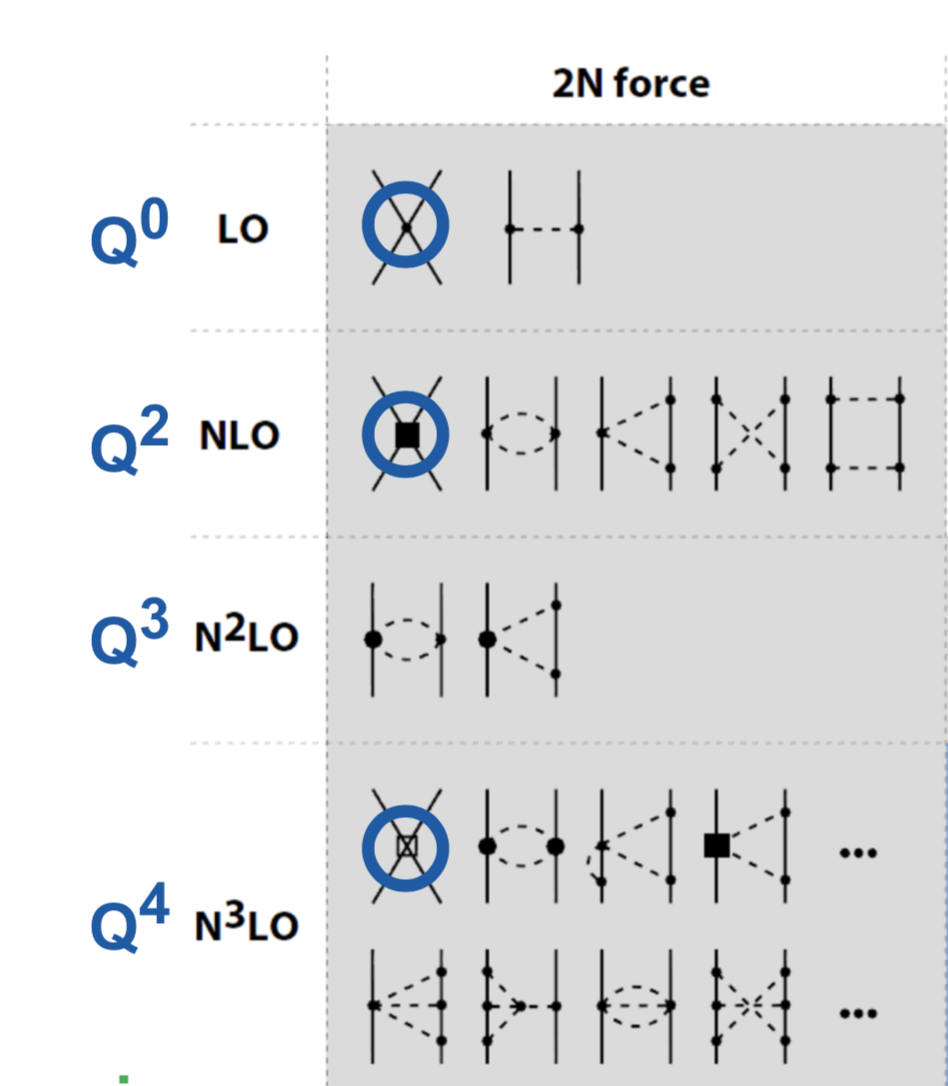 2N force
Q⁰ LO
Q² NLO
Q³ N²LO
Q⁴ N³LO